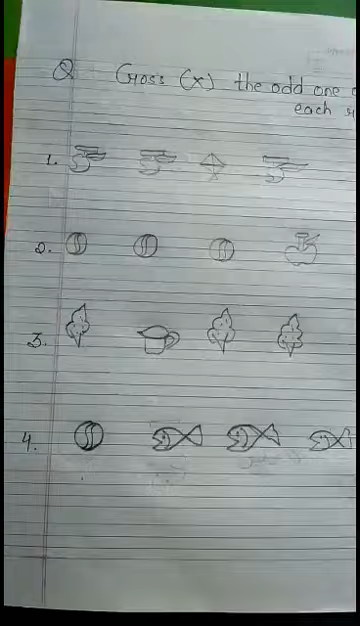 Q Cross (x) the odd one
each
1.
2.
3.
4.